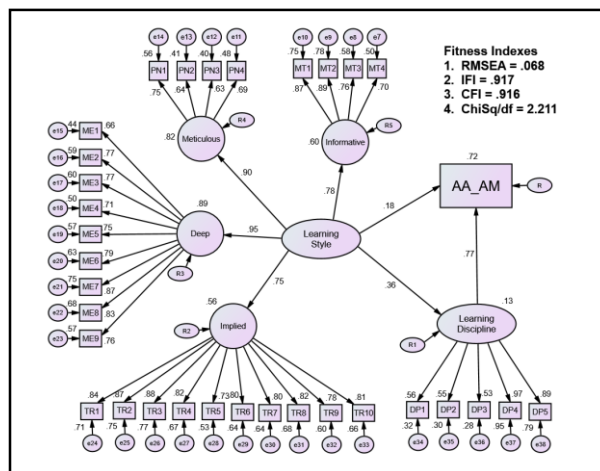 e14 e13 e12 e11
.56 .41 .40 .48
PN1 PN2 PN3 PN4
.75 .64 .63 .69
.82 Meticulous R4
e10 e9 e8 e7
.75 .78 .58 .50
MT1 MT2 MT3 MT4
.87 .89 .76 .70
.60 Informative R5
Fitness Indexes
1. RMSEA = .068
2. IFI = .917
3. CFI = .916
4. ChiSq/df = 2.211
e15 .44 ME1 .66
e16 .59 ME2 .77
e17 .60 ME3 .77
e18 .50 ME4 .71
e19 .57 ME5 .75
e20 .63 ME6 .79
e21 .75 ME7 .87
e22 .68 ME8 .83
e23 .57 ME9 .76
.89
Deep
R3
.90
.78
.95
Learning
Style
.18
.72
AA_AM
R
.77
.75
.36
.56
Implied
R2
.13
Learning
Discipline
R1
.84 .87 .88 .82 .73 .80 .80 .82 .78 .81
TR1 TR2 TR3 TR4 TR5 TR6 TR7 TR8 TR9 TR10
.71 .75 .77 .67 .53 .64 .64 .68 .60 .66
e24 e25 e26 e27 e28 e29 e30 e31 e32 e33
.56 .55 .53 .97 .89
DP1 DP2 DP3 DP4 DP5
.32 .30 .28 .95 .79
e34 e35 e36 e37 e38